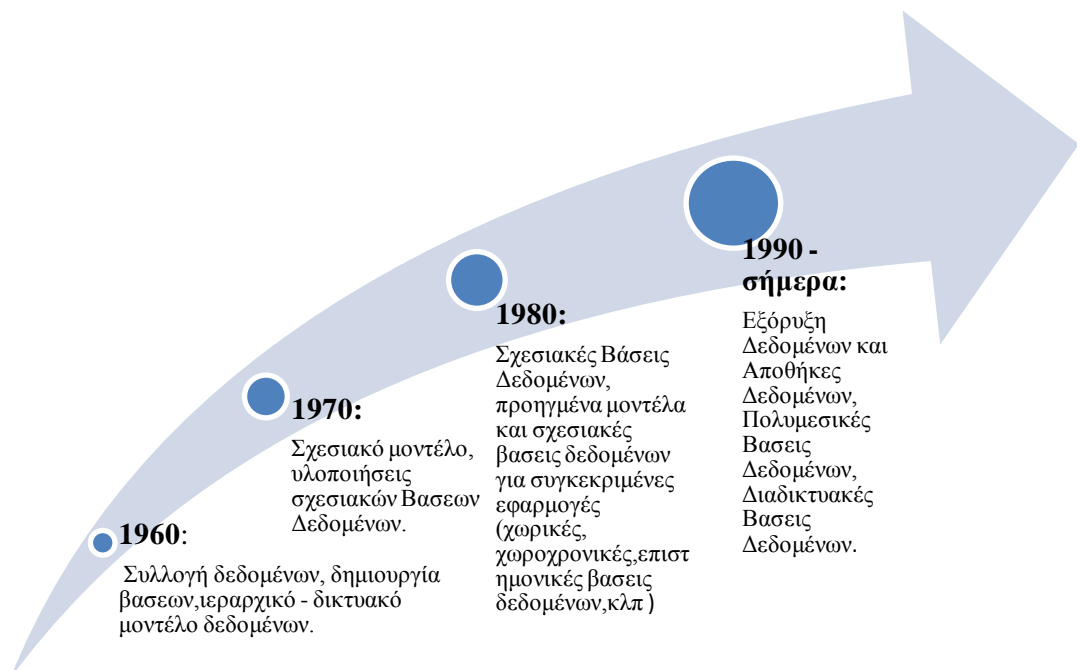 1960:
Συλλογή δεδομένων, δημιουργία
βασεων,ιεραρχικό - δικτυακό
μοντέλο δεδομένων.
1970:
Σχεσιακό μοντέλο,
υλοποιήσεις
σχεσιακών Βασεων
Δεδομένων.
1980:
Σχεσιακές Βάσεις
Δεδομένων,
προηγμένα μοντέλα
και σχεσιακές
βασεις δεδομένων
για συγκεκριμένες
εφαρμογές
(χωρικές,
χωροχρονικές,επιστ
ημονικές βασεις
δεδομένων,κλπ )
1990 -
σήμερα:
Εξόρυξη
Δεδομένων και
Αποθήκες
Δεδομένων,
Πολυμεσικές
Βασεις
Δεδομένων,
Διαδικτυακές
Βασεις
Δεδομένων.